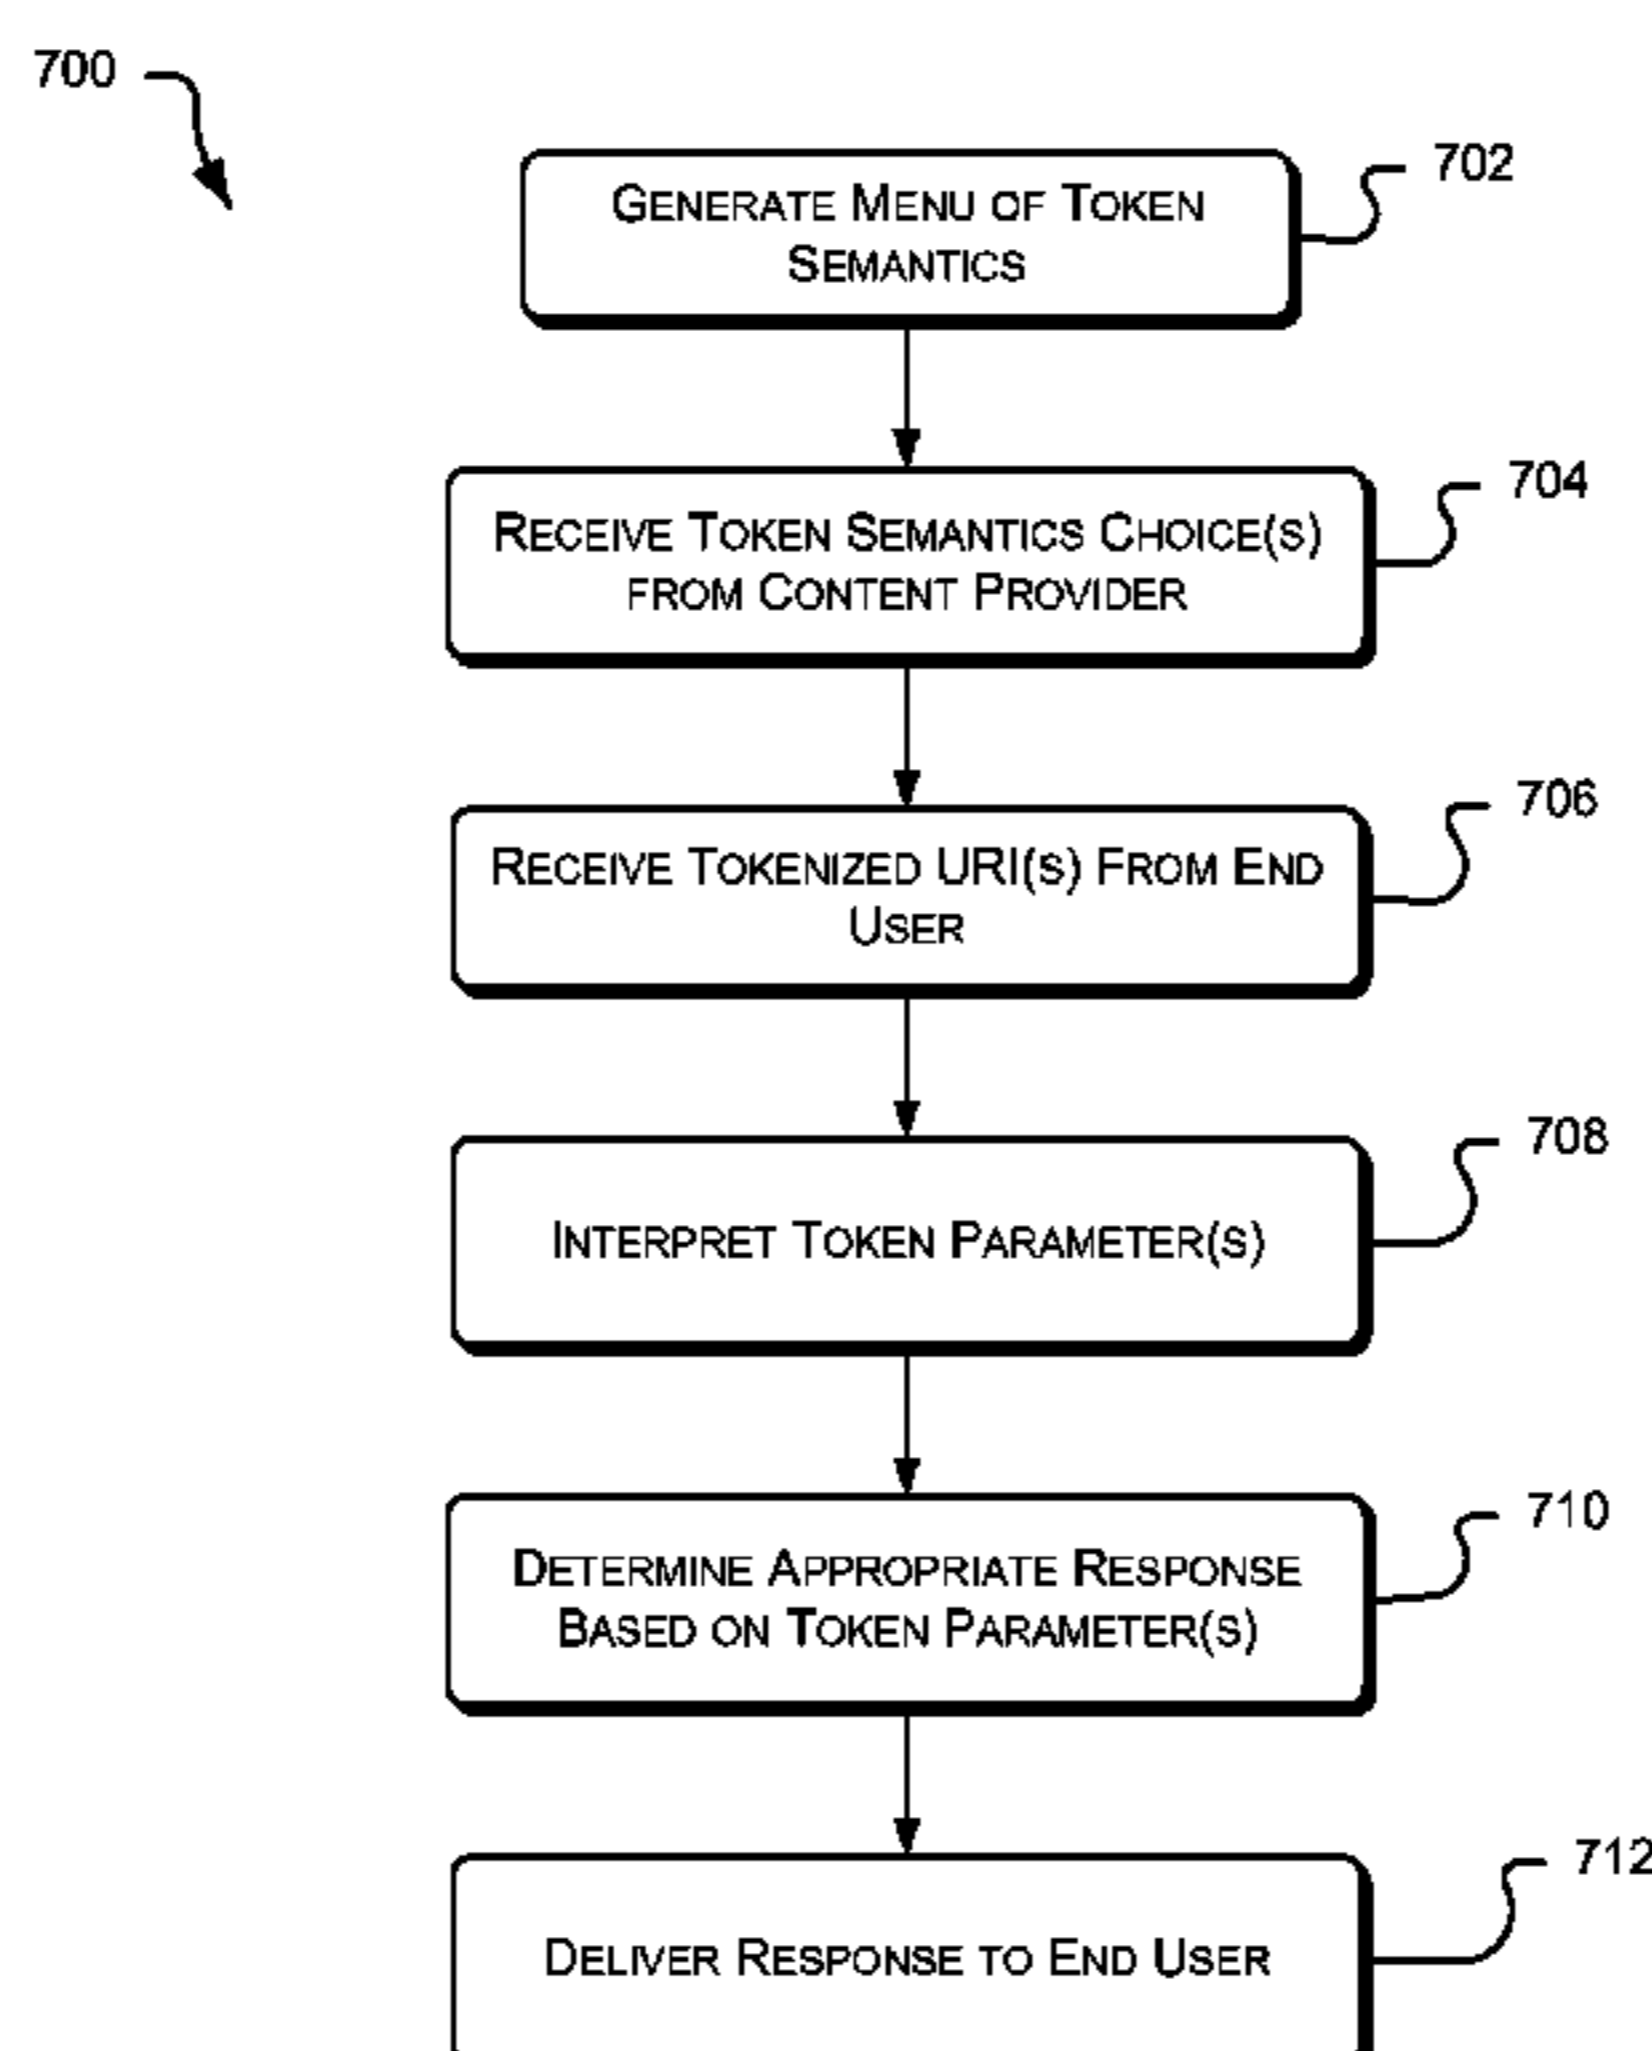 700
702
GENERATE MENU OF TOKEN
SEMANTICS
704
RECEIVE TOKEN SEMANTICS CHOICE(S)
FROM CONTENT PROVIDER
706
RECEIVE TOKENIZED URI(S) FROM END
USER
708
INTERPRET TOKEN PARAMETER(S)
710
DETERMINE APPROPRIATE RESPONSE
BASED ON TOKEN PARAMETER(S)
712
DELIVER RESPONSE TO END USER